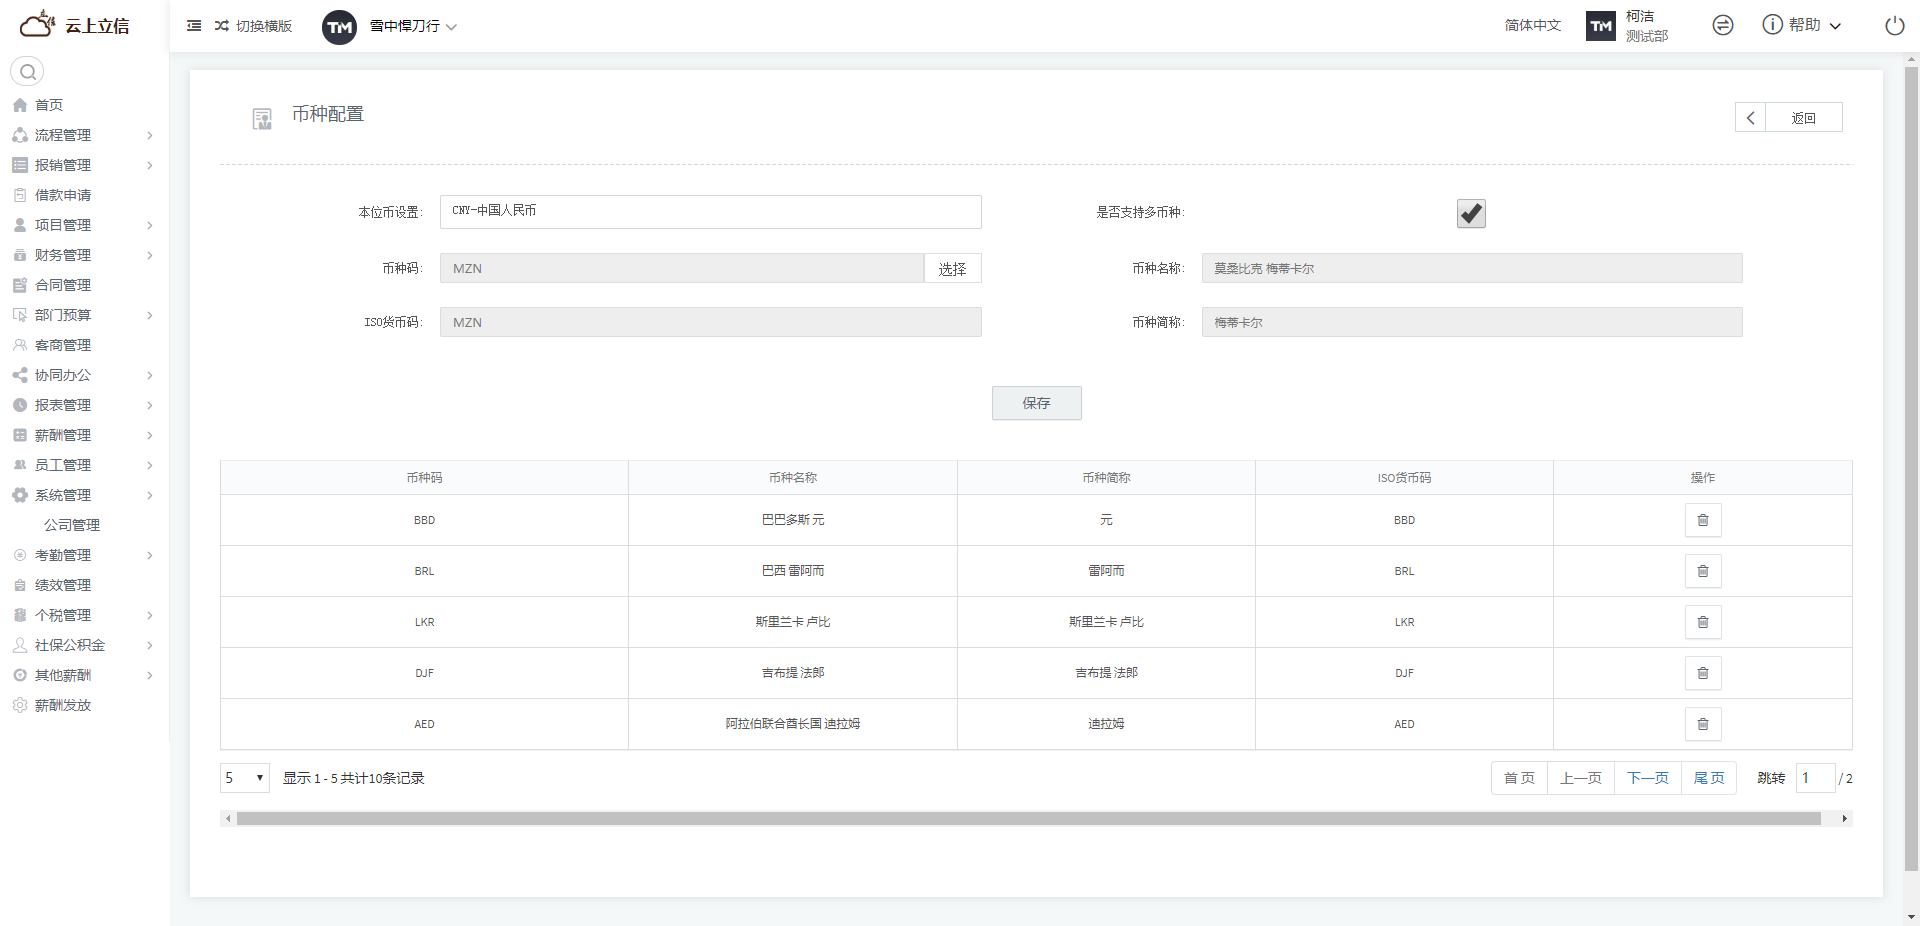 云上立信
切换横版
TM
雪中悍刀行
简体中文
TM
柯洁
测试部
帮助
首页
流程管理
报销管理
借款申请
项目管理
财务管理
合同管理
部门预算
客商管理
协同办公
报表管理
薪酬管理
员工管理
系统管理
公司管理
考勤管理
绩效管理
个税管理
社保公积金
其他薪酬
薪酬发放
币种配置
返回
本位币设置: CNY-中国人民币
是否支持多币种:
币种码: MZN 选择
币种名称: 莫桑比克 梅蒂卡尔
ISO货币码: MZN
币种简称: 梅蒂卡尔
保存
币种码 币种名称 币种简称 ISO货币码 操作
BBD 巴巴多斯 元 元 BBD
BRL 巴西 雷阿而 雷阿而 BRL
LKR 斯里兰卡 卢比 斯里兰卡 卢比 LKR
DJF 吉布提 法郎 吉布提 法郎 DJF
AED 阿拉伯联合酋长国 迪拉姆 迪拉姆 AED
5 显示 1 - 5 共计10条记录
首页 上一页 下一页 尾页 跳转 1 / 2